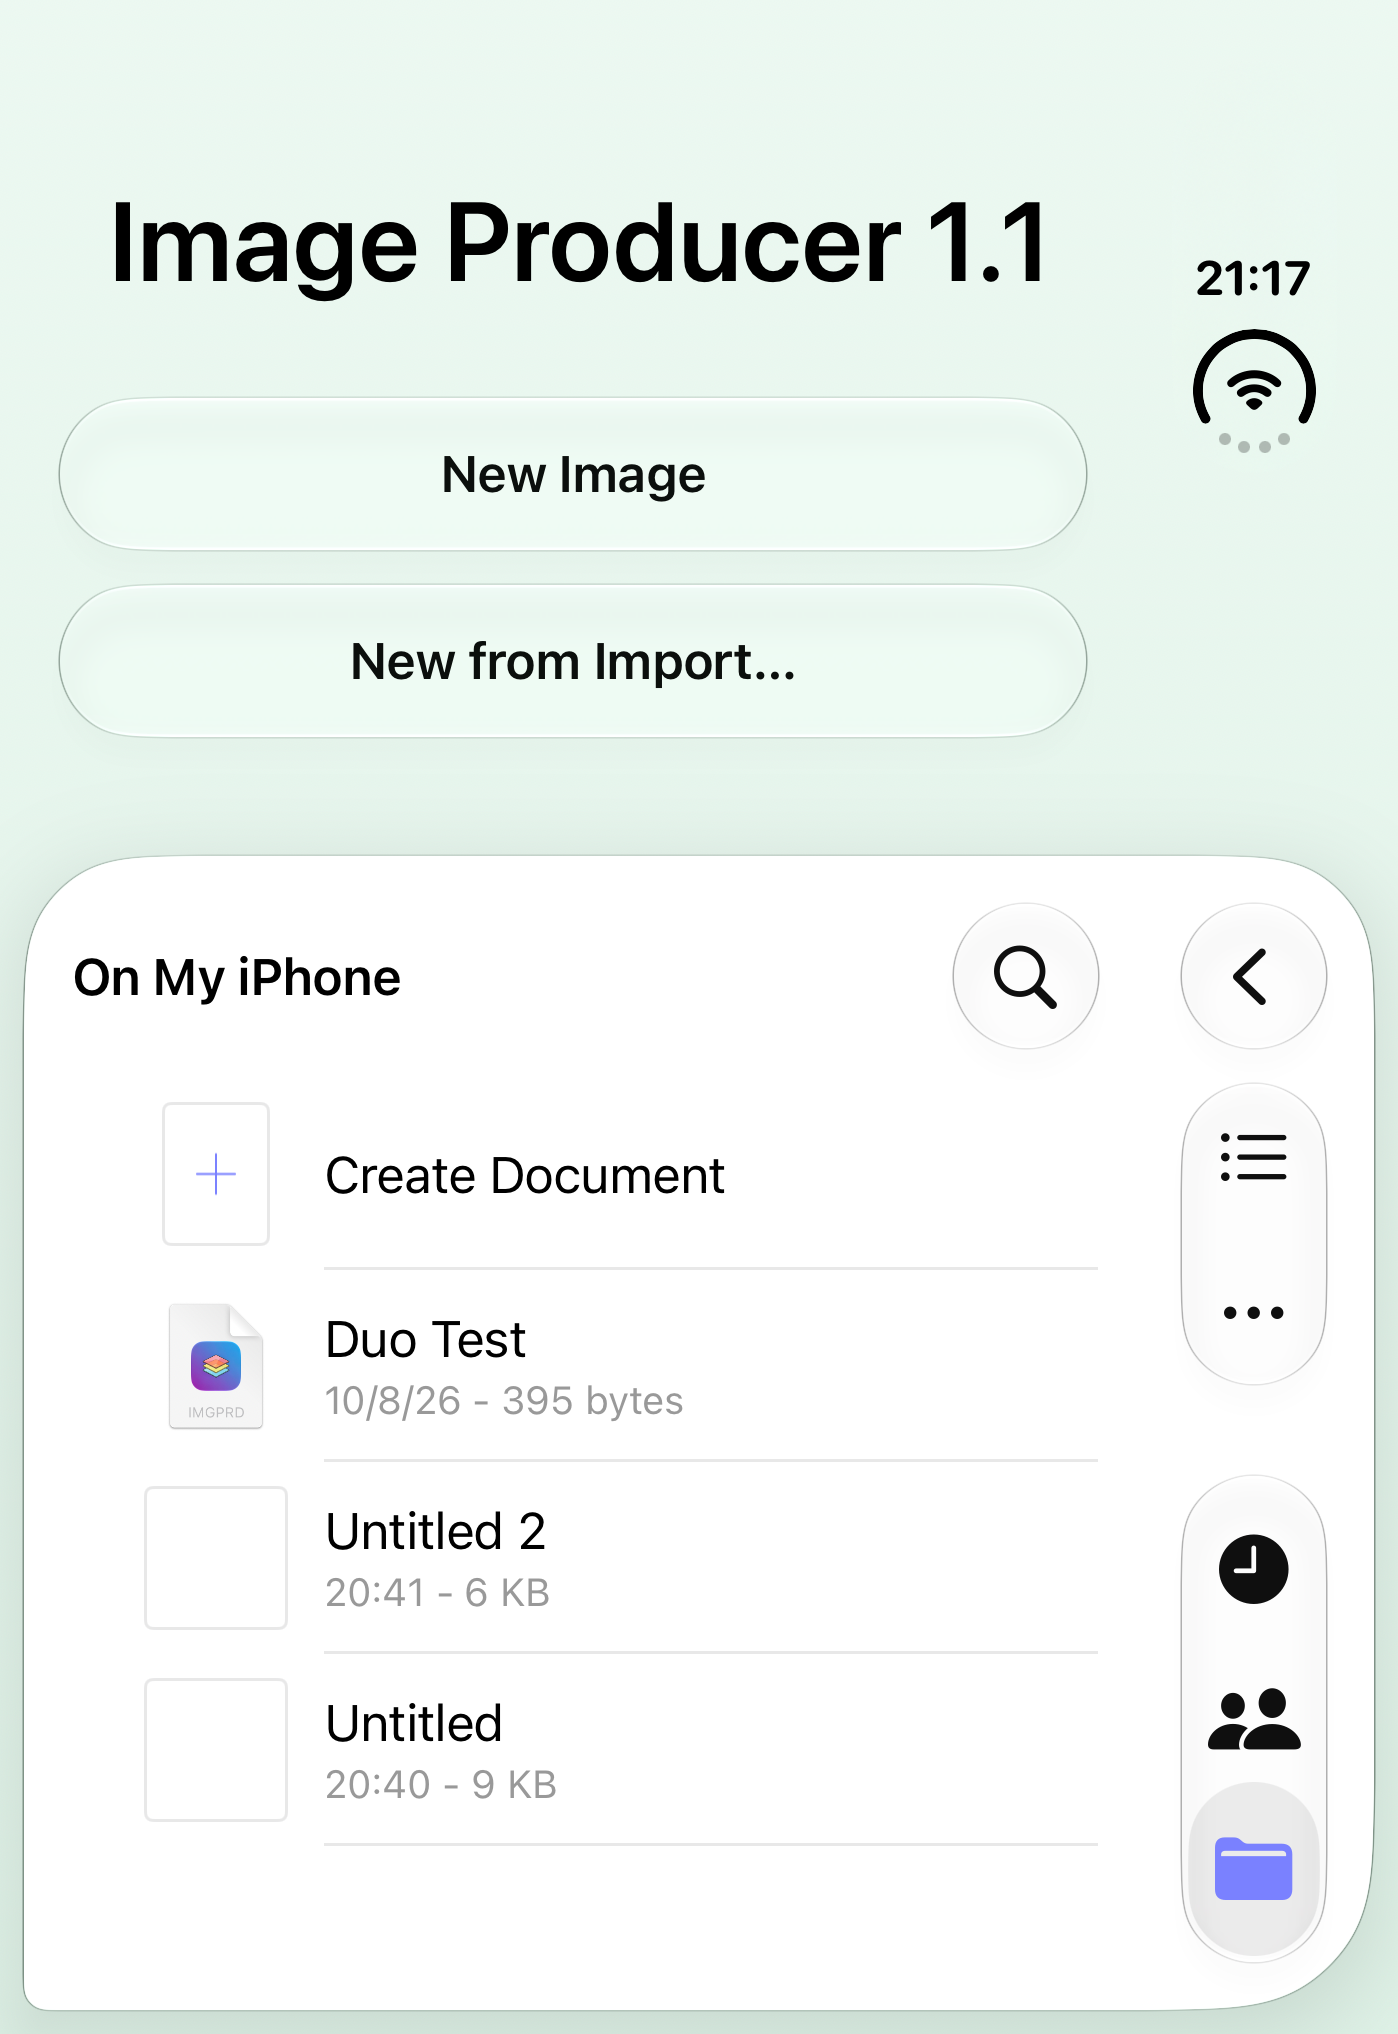 Image Producer 1.1
21:17
New Image
New from Import...
On My iPhone
Create Document
Duo Test
10/8/26 - 395 bytes
IMGPRD
Untitled 2
20:41 - 6 KB
Untitled
20:40 - 9 KB